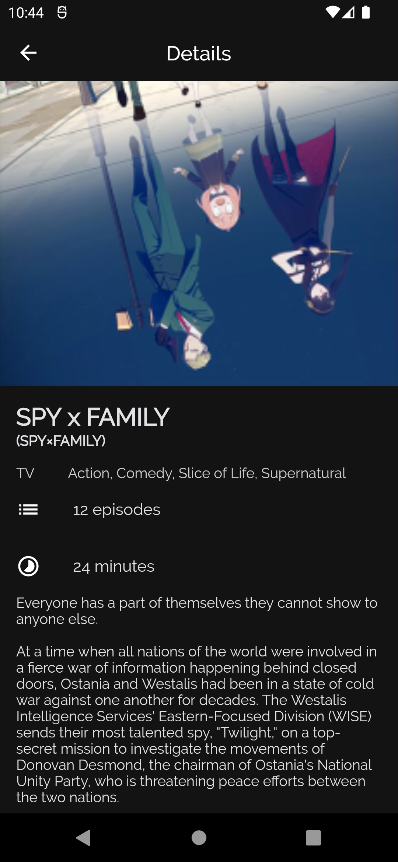 10:44
Details
SPY x FAMILY
(SPY×FAMILY)
TV Action, Comedy, Slice of Life, Supernatural
12 episodes
24 minutes
Everyone has a part of themselves they cannot show to
anyone else.
At a time when all nations of the world were involved in
a fierce war of information happening behind closed
doors, Ostania and Westalis had been in a state of cold
war against one another for decades. The Westalis
Intelligence Services' Eastern-Focused Division (WISE)
sends their most talented spy, "Twilight," on a top-
secret mission to investigate the movements of
Donovan Desmond, the chairman of Ostania's National
Unity Party, who is threatening peace efforts between
the two nations.